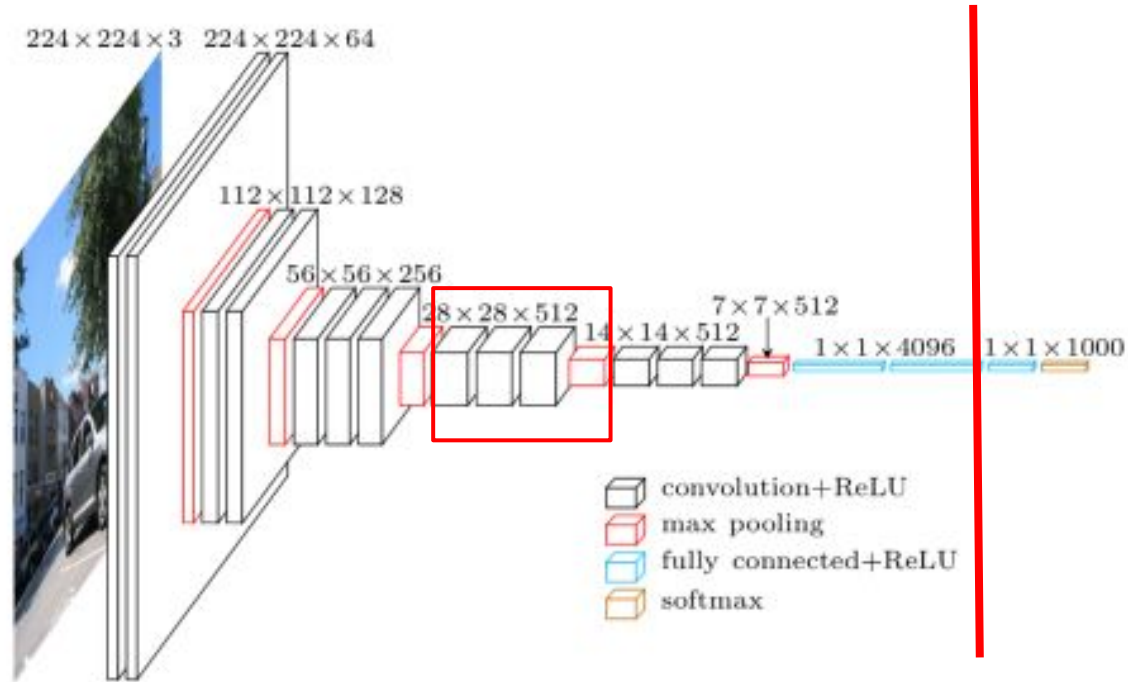 224×224×3
224×224×64
112×112×128
56×56×256
28×28×512
14×14×512
7×7×512
1×1×4096
1×1×1000
convolution+ReLU
max pooling
fully connected+ReLU
softmax